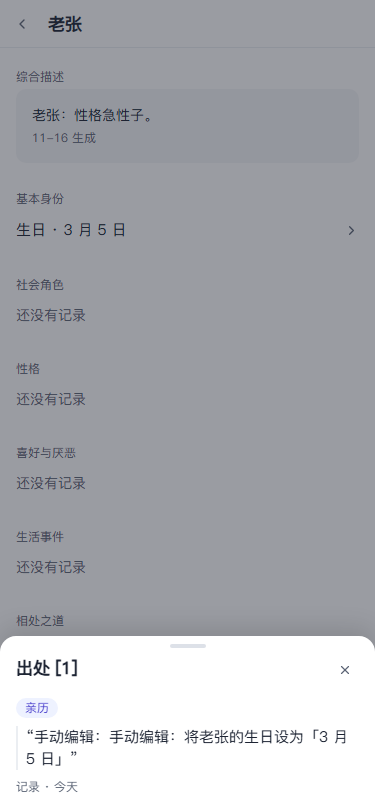 老张
综合描述
老张：性格急性子。
11-16 生成
基本身份
生日 · 3 月 5 日
社会角色
还没有记录
性格
还没有记录
喜好与厌恶
还没有记录
生活事件
还没有记录
相处之道
出处 [1]
亲历
“手动编辑：手动编辑：将老张的生日设为「3 月
5 日」”
记录 · 今天